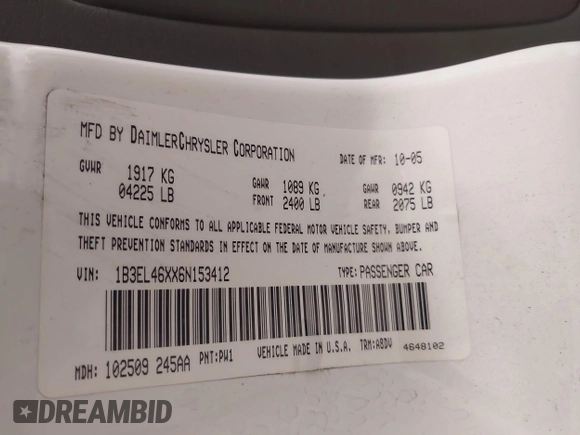 MFD BY DAIMLERCHRYSLER CORPORATION
DATE OF MFR: 10-05
GVWR 1917 KG 04225 LB
GAWR FRONT 1089 KG 2400 LB
GAWR REAR 0942 KG 2075 LB
THIS VEHICLE CONFORMS TO ALL APPLICABLE FEDERAL MOTOR VEHICLE SAFETY, BUMPER AND
THEFT PREVENTION STANDARDS IN EFFECT ON THE DATE OF MANUFACTURE SHOWN ABOVE.
VIN: 1B3EL46XX6N153412 TYPE: PASSENGER CAR
MDH: 102509 245AA PNT: PW1 VEHICLE MADE IN U.S.A. TRM: A8DV 4648102
DREAMBID